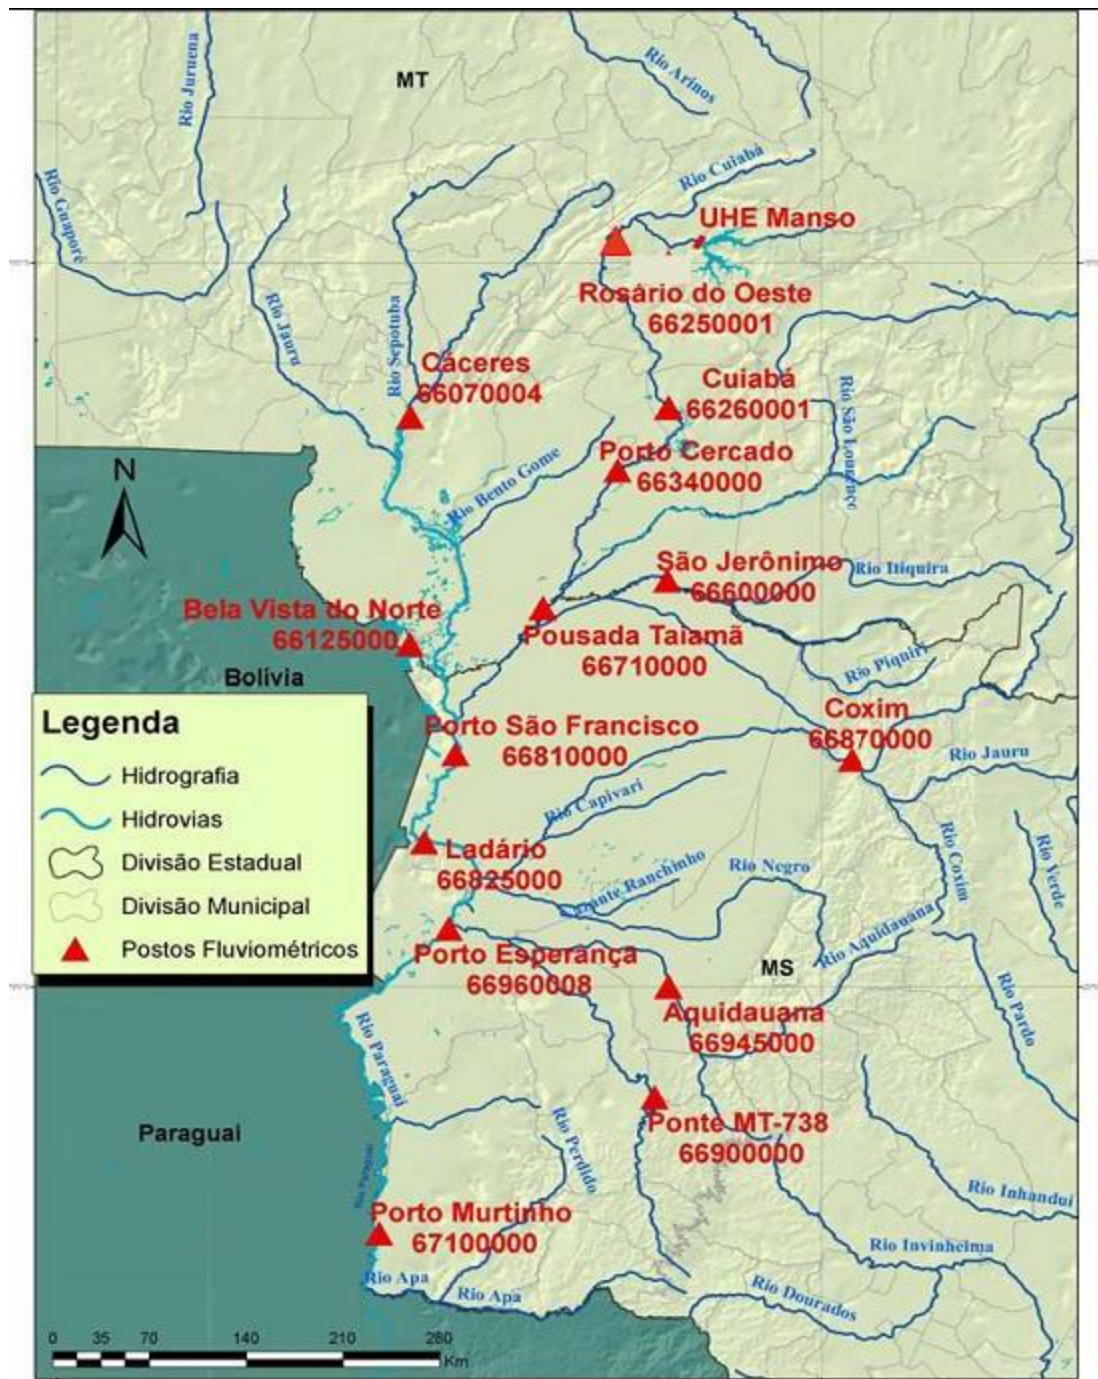 MT
Rio Juruena
Rio Arinos
Rio Guaporé
Rio Cuiabá
UHE Manso
Rosário do Oeste
66250001
Rio Jauru
Rio Sepotuba
Cáceres
66070004
Cuiabá
66260001
Rio São Lourenço
Porto Cercado
66340000
Rio Bento Gome
N
São Jerônimo
66600000
Rio Itiquira
Bela Vista do Norte
66125000
Pousada Taiamã
66710000
Rio Piquiri
Bolívia
Coxim
66870000
Porto São Francisco
66810000
Rio Jauru
Legenda
Hidrografia
Hidrovias
Divisão Estadual
Divisão Municipal
Postos Fluviométricos
Rio Capivari
Ladário
66825000
Rio Negro
Rio Coxim
Rio Verde
Ranchinho
Rio Aquidauana
Porto Esperança
66960008
MS
Aquidauana
66945000
Rio Pardo
Rio Paraguai
Paraguai
Rio Perdido
Ponte MT-738
66900000
Rio Paraguai
Rio Inhanduí
Porto Murtinho
67100000
Rio Invinheima
Rio Apa
Rio Apa
Rio Dourados
0 35 70 140 210 280
Km